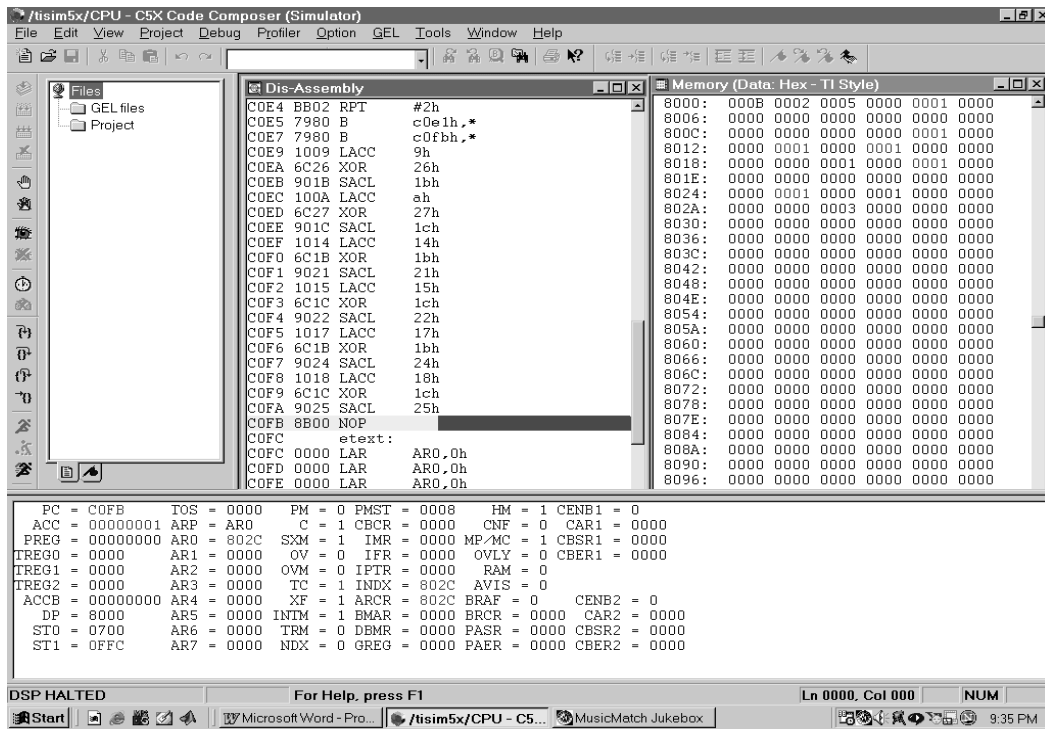 /tisim5x/CPU - C5X Code Composer (Simulator)
File Edit View Project Debug Profiler Option GEL Tools Window Help
Files
GEL files
Project
Dis-Assembly
C0E4 BB02 RPT #2h
C0E5 7980 B c0e1h,*
C0E7 7980 B c0fbh,*
C0E9 1009 LACC 9h
C0EA 6C26 XOR 26h
C0EB 901B SACL 1bh
C0EC 100A LACC ah
C0ED 6C27 XOR 27h
C0EE 901C SACL 1ch
C0EF 1014 LACC 14h
C0F0 6C1B XOR 1bh
C0F1 9021 SACL 21h
C0F2 1015 LACC 15h
C0F3 6C1C XOR 1ch
C0F4 9022 SACL 22h
C0F5 1017 LACC 17h
C0F6 6C1B XOR 1bh
C0F7 9024 SACL 24h
C0F8 1018 LACC 18h
C0F9 6C1C XOR 1ch
C0FA 9025 SACL 25h
C0FB 8B00 NOP
C0FC etext:
C0FC 0000 LAR AR0,0h
C0FD 0000 LAR AR0,0h
C0FE 0000 LAR AR0,0h
Memory (Data: Hex - TI Style)
8000: 000B 0002 0005 0000 0001 0000
8006: 0000 0000 0000 0000 0000 0000
800C: 0000 0000 0000 0000 0001 0000
8012: 0000 0001 0000 0001 0000 0000
8018: 0000 0000 0001 0000 0001 0000
801E: 0000 0000 0000 0000 0000 0000
8024: 0000 0001 0000 0001 0000 0000
802A: 0000 0000 0003 0000 0000 0000
8030: 0000 0000 0000 0000 0000 0000
8036: 0000 0000 0000 0000 0000 0000
803C: 0000 0000 0000 0000 0000 0000
8042: 0000 0000 0000 0000 0000 0000
8048: 0000 0000 0000 0000 0000 0000
804E: 0000 0000 0000 0000 0000 0000
8054: 0000 0000 0000 0000 0000 0000
805A: 0000 0000 0000 0000 0000 0000
8060: 0000 0000 0000 0000 0000 0000
8066: 0000 0000 0000 0000 0000 0000
806C: 0000 0000 0000 0000 0000 0000
8072: 0000 0000 0000 0000 0000 0000
8078: 0000 0000 0000 0000 0000 0000
807E: 0000 0000 0000 0000 0000 0000
8084: 0000 0000 0000 0000 0000 0000
808A: 0000 0000 0000 0000 0000 0000
8090: 0000 0000 0000 0000 0000 0000
8096: 0000 0000 0000 0000 0000 0000
PC = C0FB TOS = 0000 PM = 0 PMST = 0008 HM = 1 CENB1 = 0
ACC = 00000001 ARP = AR0 C = 1 CBCR = 0000 CNF = 0 CAR1 = 0000
PREG = 00000000 AR0 = 802C SXM = 1 IMR = 0000 MP/MC = 1 CBSR1 = 0000
TREG0 = 0000 AR1 = 0000 OV = 0 IFR = 0000 OVLY = 0 CBER1 = 0000
TREG1 = 0000 AR2 = 0000 OVM = 0 IPTR = 0000 RAM = 0
TREG2 = 0000 AR3 = 0000 TC = 1 INDX = 802C AVIS = 0
ACCB = 00000000 AR4 = 0000 XF = 1 ARCR = 802C BRAF = 0 CENB2 = 0
DP = 8000 AR5 = 0000 INTM = 1 BMAR = 0000 BRCR = 0000 CAR2 = 0000
ST0 = 0700 AR6 = 0000 TRM = 0 DBMR = 0000 PASR = 0000 CBSR2 = 0000
ST1 = 0FFC AR7 = 0000 NDX = 0 GREG = 0000 PAER = 0000 CBER2 = 0000
DSP HALTED For Help, press F1 Ln 0000, Col 000 NUM
Start Microsoft Word - Pro... /tisim5x/CPU - C5... MusicMatch Jukebox 9:35 PM